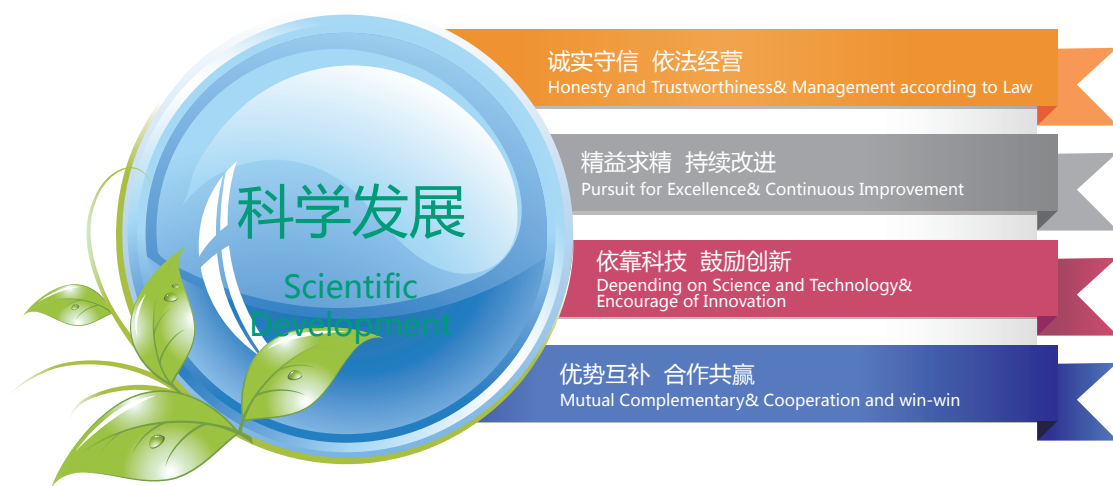 科学发展
Scientific
Development
诚实守信 依法经营
Honesty and Trustworthiness& Management according to Law
精益求精 持续改进
Pursuit for Excellence& Continuous Improvement
依靠科技 鼓励创新
Depending on Science and Technology&
Encourage of Innovation
优势互补 合作共赢
Mutual Complementary& Cooperation and win-win